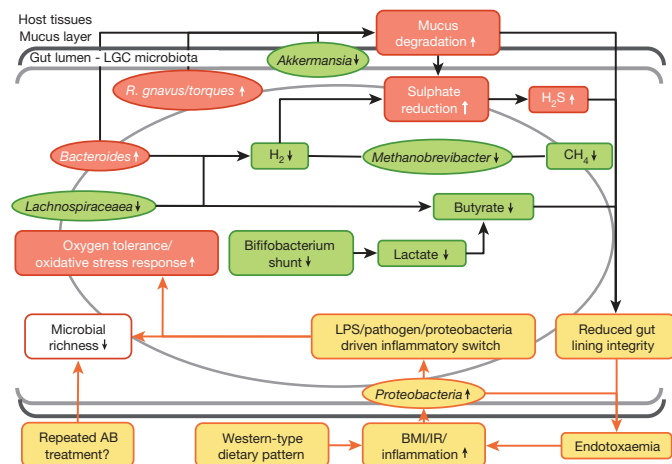 Host tissues
Mucus layer
Gut lumen - LGC microbiota
Mucus
degradation ↑
Akkermansia ↓
R. gnavus/torques ↑
Sulphate
reduction ↑
H2S ↑
Bacteroides ↑
H2 ↓
Methanobrevibacter ↓
CH4 ↓
Lachnospiraceaea ↓
Butyrate ↓
Oxygen tolerance/
oxidative stress response ↑
Bififobacterium
shunt ↓
Lactate ↓
Microbial
richness ↓
LPS/pathogen/proteobacteria
driven inflammatory switch
Reduced gut
lining integrity
Proteobacteria ↑
Repeated AB
treatment?
Western-type
dietary pattern
BMI/IR/
inflammation ↑
Endotoxaemia